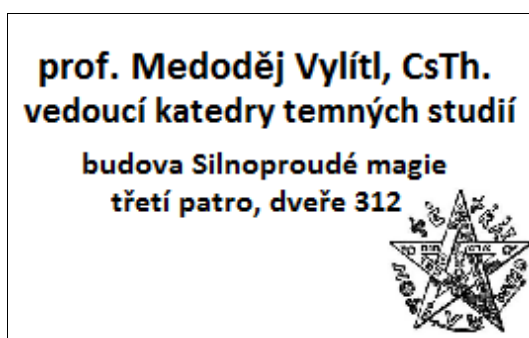 prof. Medoděj Vylítl, CsTh.
vedoucí katedry temných studií
budova Silnoproudé magie
třetí patro, dveře 312